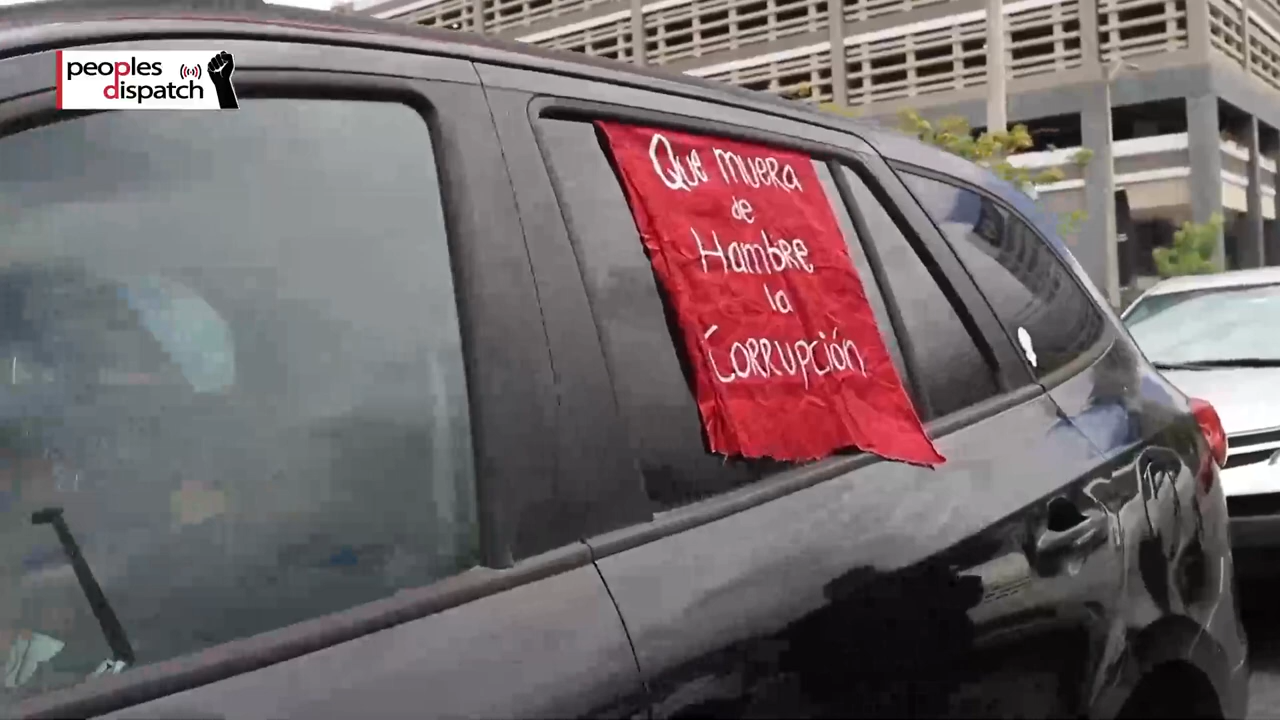 peoples
dispatch
Que muera
de
Hambre
la
Corrupción